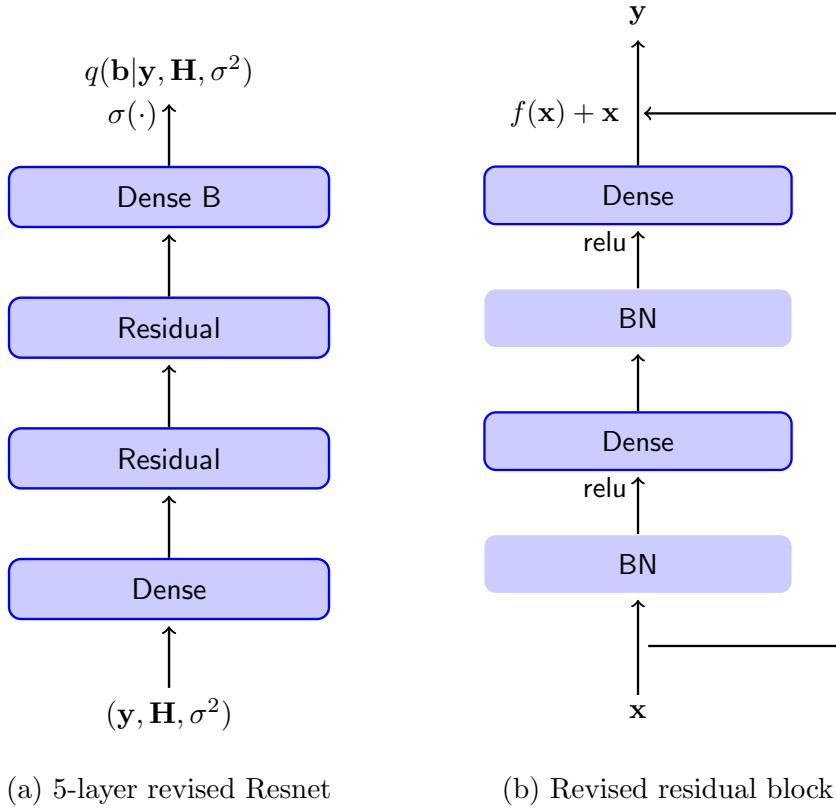 q(b|y, H, σ²)
σ(·)
Dense B
Residual
Residual
Dense
(y, H, σ²)
(a) 5-layer revised Resnet
y
f(x) + x
Dense
relu
BN
Dense
relu
BN
x
(b) Revised residual block